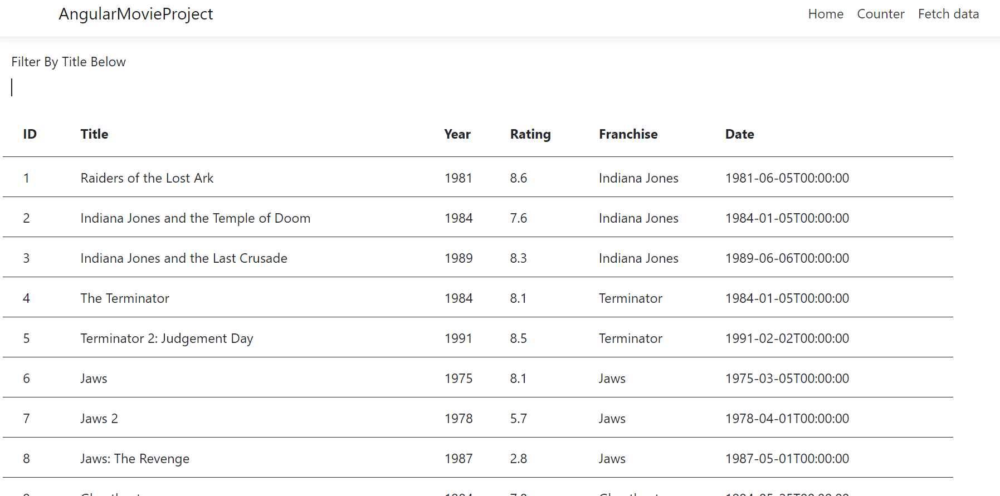 AngularMovieProject Home Counter Fetch data
Filter By Title Below
ID Title Year Rating Franchise Date
1 Raiders of the Lost Ark 1981 8.6 Indiana Jones 1981-06-05T00:00:00
2 Indiana Jones and the Temple of Doom 1984 7.6 Indiana Jones 1984-01-05T00:00:00
3 Indiana Jones and the Last Crusade 1989 8.3 Indiana Jones 1989-06-06T00:00:00
4 The Terminator 1984 8.1 Terminator 1984-01-05T00:00:00
5 Terminator 2: Judgement Day 1991 8.5 Terminator 1991-02-02T00:00:00
6 Jaws 1975 8.1 Jaws 1975-03-05T00:00:00
7 Jaws 2 1978 5.7 Jaws 1978-04-01T00:00:00
8 Jaws: The Revenge 1987 2.8 Jaws 1987-05-01T00:00:00